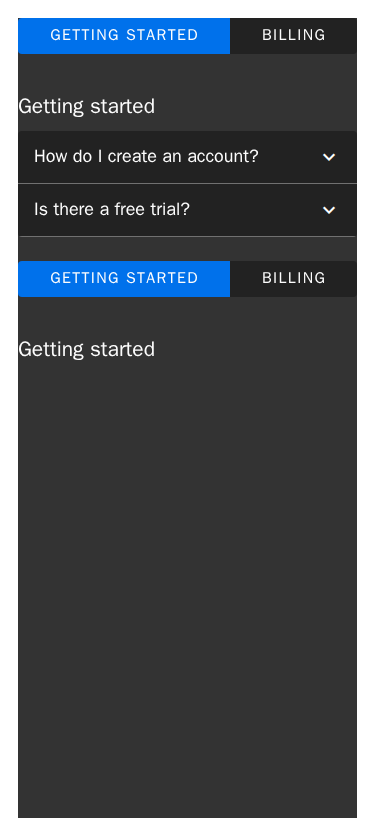 GETTING STARTED BILLING
Getting started
How do I create an account?
Is there a free trial?
GETTING STARTED BILLING
Getting started